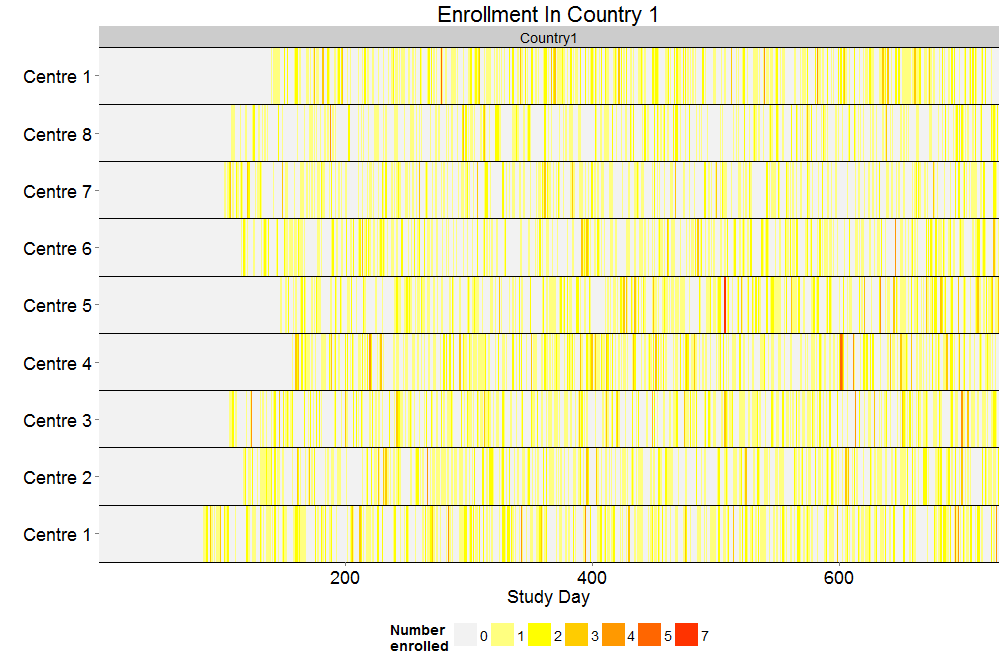 Enrollment In Country 1
Country1
Centre 1
Centre 8
Centre 7
Centre 6
Centre 5
Centre 4
Centre 3
Centre 2
Centre 1
200 400 600
Study Day
Number
enrolled 0 1 2 3 4 5 7